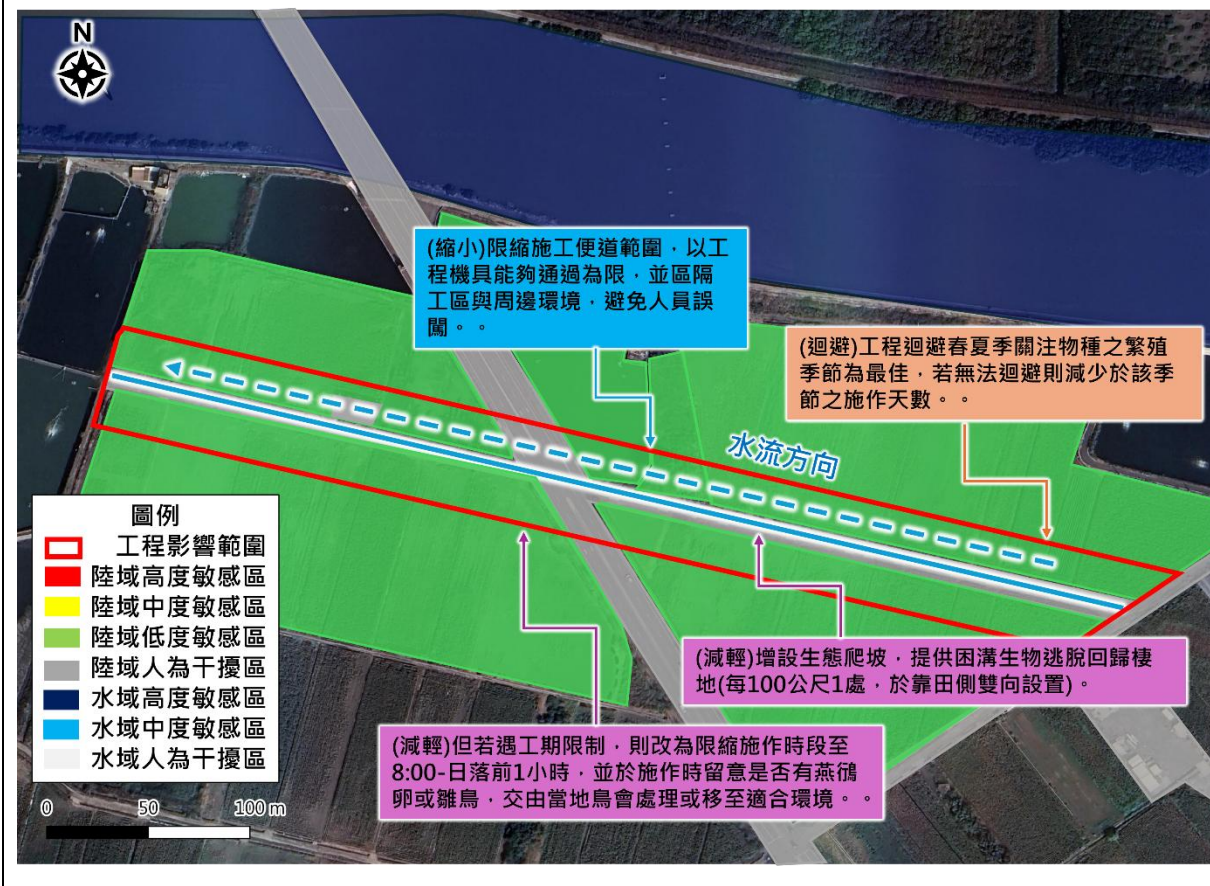 N
(縮小)限縮施工便道範圍，以工
程機具能夠通過為限，並區隔
工區與周邊環境，避免人員誤
闖。。
(迴避)工程迴避春夏季關注物種之繁殖
季節為最佳，若無法迴避則減少於該季
節之施作天數。。
水流方向
圖例
工程影響範圍
陸域高度敏感區
陸域中度敏感區
陸域低度敏感區
陸域人為干擾區
水域高度敏感區
水域中度敏感區
水域人為干擾區
0 50 100 m
(減輕)增設生態爬坡，提供困溝生物逃脫回歸棲
地(每100公尺1處，於靠田側雙向設置)。
(減輕)但若遇工期限制，則改為限縮施作時段至
8:00-日落前1小時，並於施作時留意是否有燕鴴
卵或雛鳥，交由當地鳥會處理或移至適合環境。。